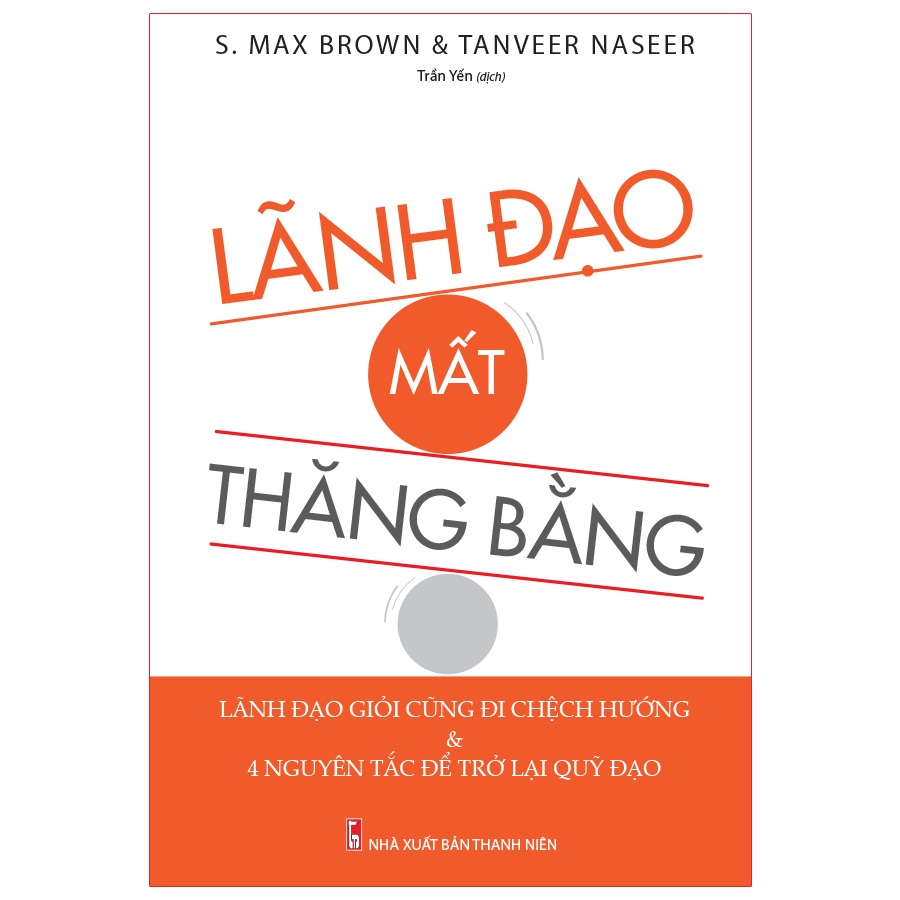 S. MAX BROWN & TANVEER NASEER
Trần Yến (dịch)
LÃNH ĐẠO
MẤT
THĂNG BẰNG
LÃNH ĐẠO GIỎI CŨNG ĐI CHỆCH HƯỚNG
&
4 NGUYÊN TẮC ĐỂ TRỞ LẠI QUỸ ĐẠO
NHÀ XUẤT BẢN THANH NIÊN